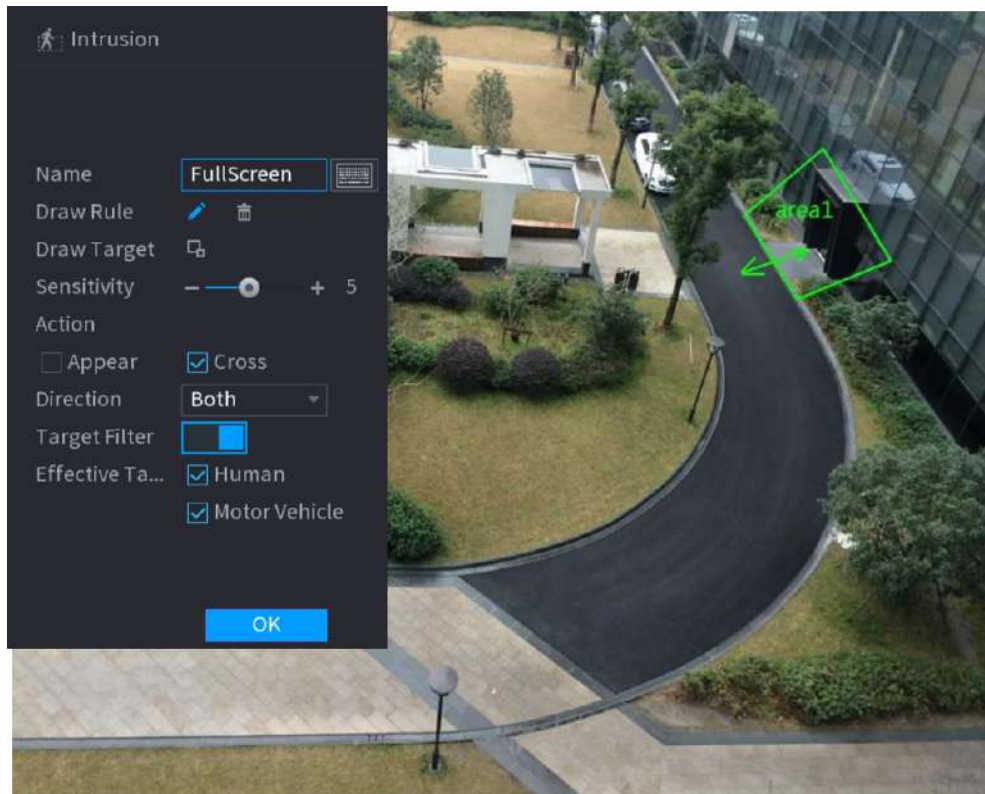 Intrusion
Name FullScreen
Draw Rule
Draw Target
Sensitivity - + 5
Action
Appear Cross
Direction Both
Target Filter
Effective Ta... Human
Motor Vehicle
OK
area1